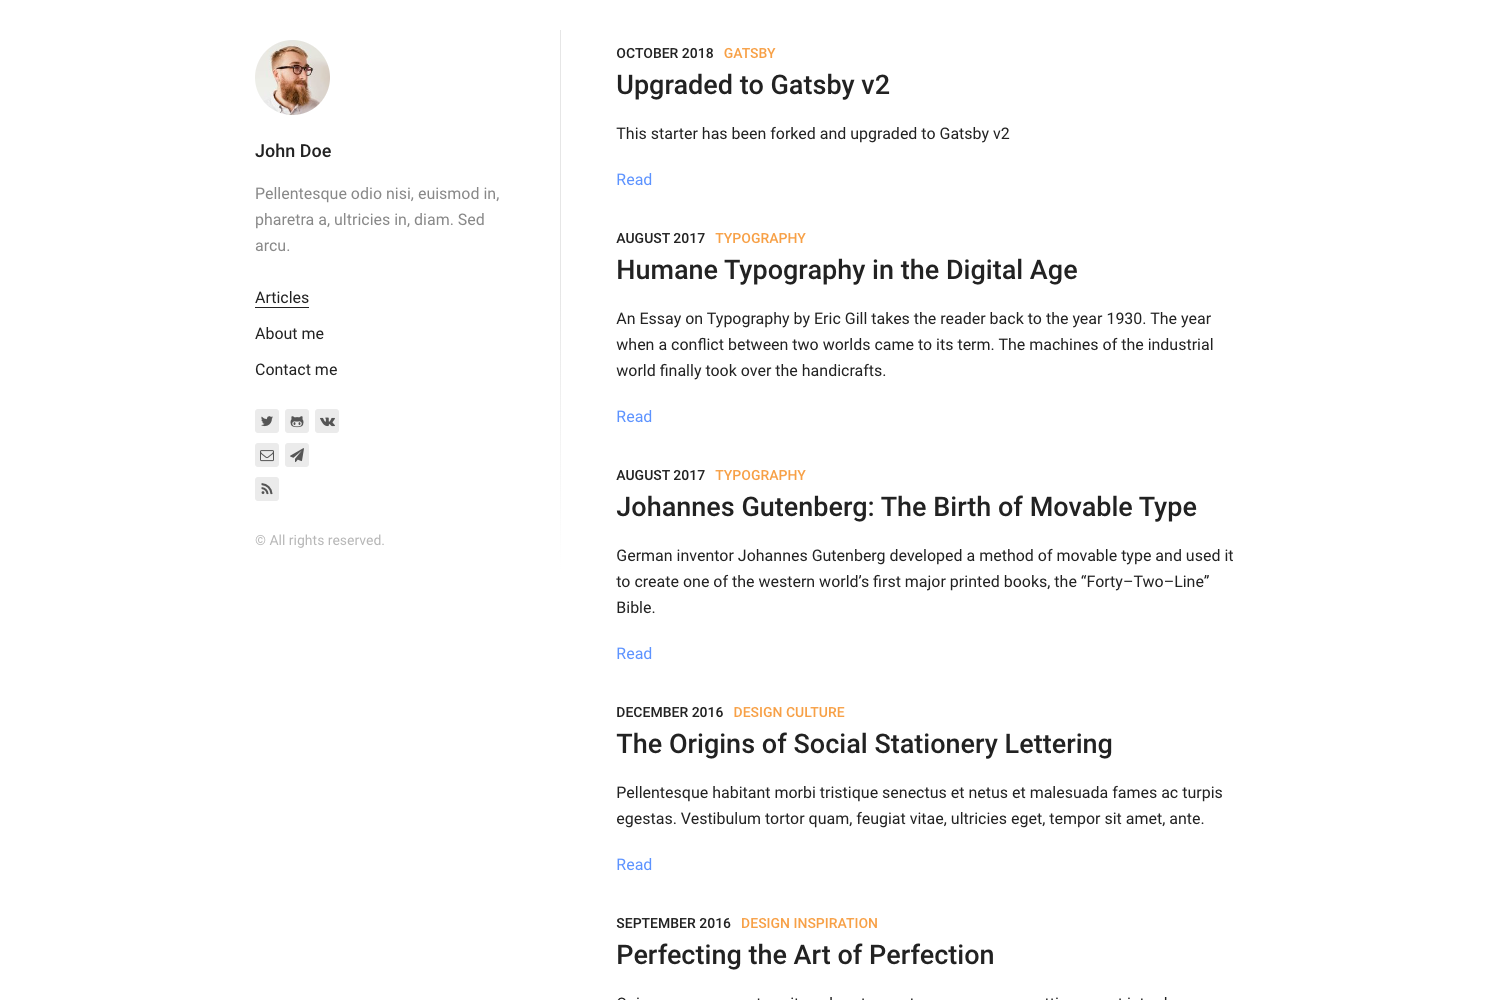 John Doe
Pellentesque odio nisi, euismod in,
pharetra a, ultricies in, diam. Sed
arcu.
Articles
About me
Contact me
© All rights reserved.
OCTOBER 2018 GATSBY
Upgraded to Gatsby v2
This starter has been forked and upgraded to Gatsby v2
Read
AUGUST 2017 TYPOGRAPHY
Humane Typography in the Digital Age
An Essay on Typography by Eric Gill takes the reader back to the year 1930. The year
when a conflict between two worlds came to its term. The machines of the industrial
world finally took over the handicrafts.
Read
AUGUST 2017 TYPOGRAPHY
Johannes Gutenberg: The Birth of Movable Type
German inventor Johannes Gutenberg developed a method of movable type and used it
to create one of the western world’s first major printed books, the “Forty–Two–Line”
Bible.
Read
DECEMBER 2016 DESIGN CULTURE
The Origins of Social Stationery Lettering
Pellentesque habitant morbi tristique senectus et netus et malesuada fames ac turpis
egestas. Vestibulum tortor quam, feugiat vitae, ultricies eget, tempor sit amet, ante.
Read
SEPTEMBER 2016 DESIGN INSPIRATION
Perfecting the Art of Perfection